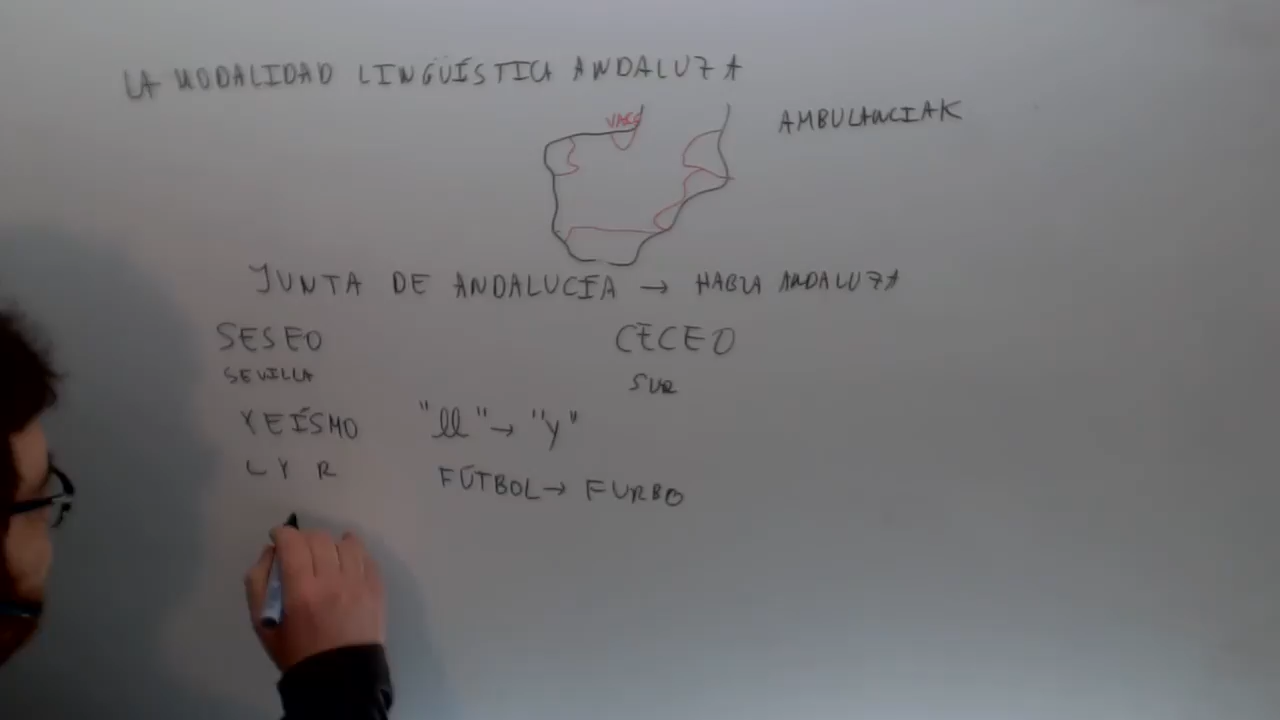 LA MODALIDAD LINGÜÍSTICA ANDALUZA
VASCO
AMBULANCIAK
JUNTA DE ANDALUCÍA → HABLA ANDALUZA
SESEO CECEO
SEVILLA SUR
YEÍSMO "ll" → "y"
L Y R FÚTBOL → FURBO